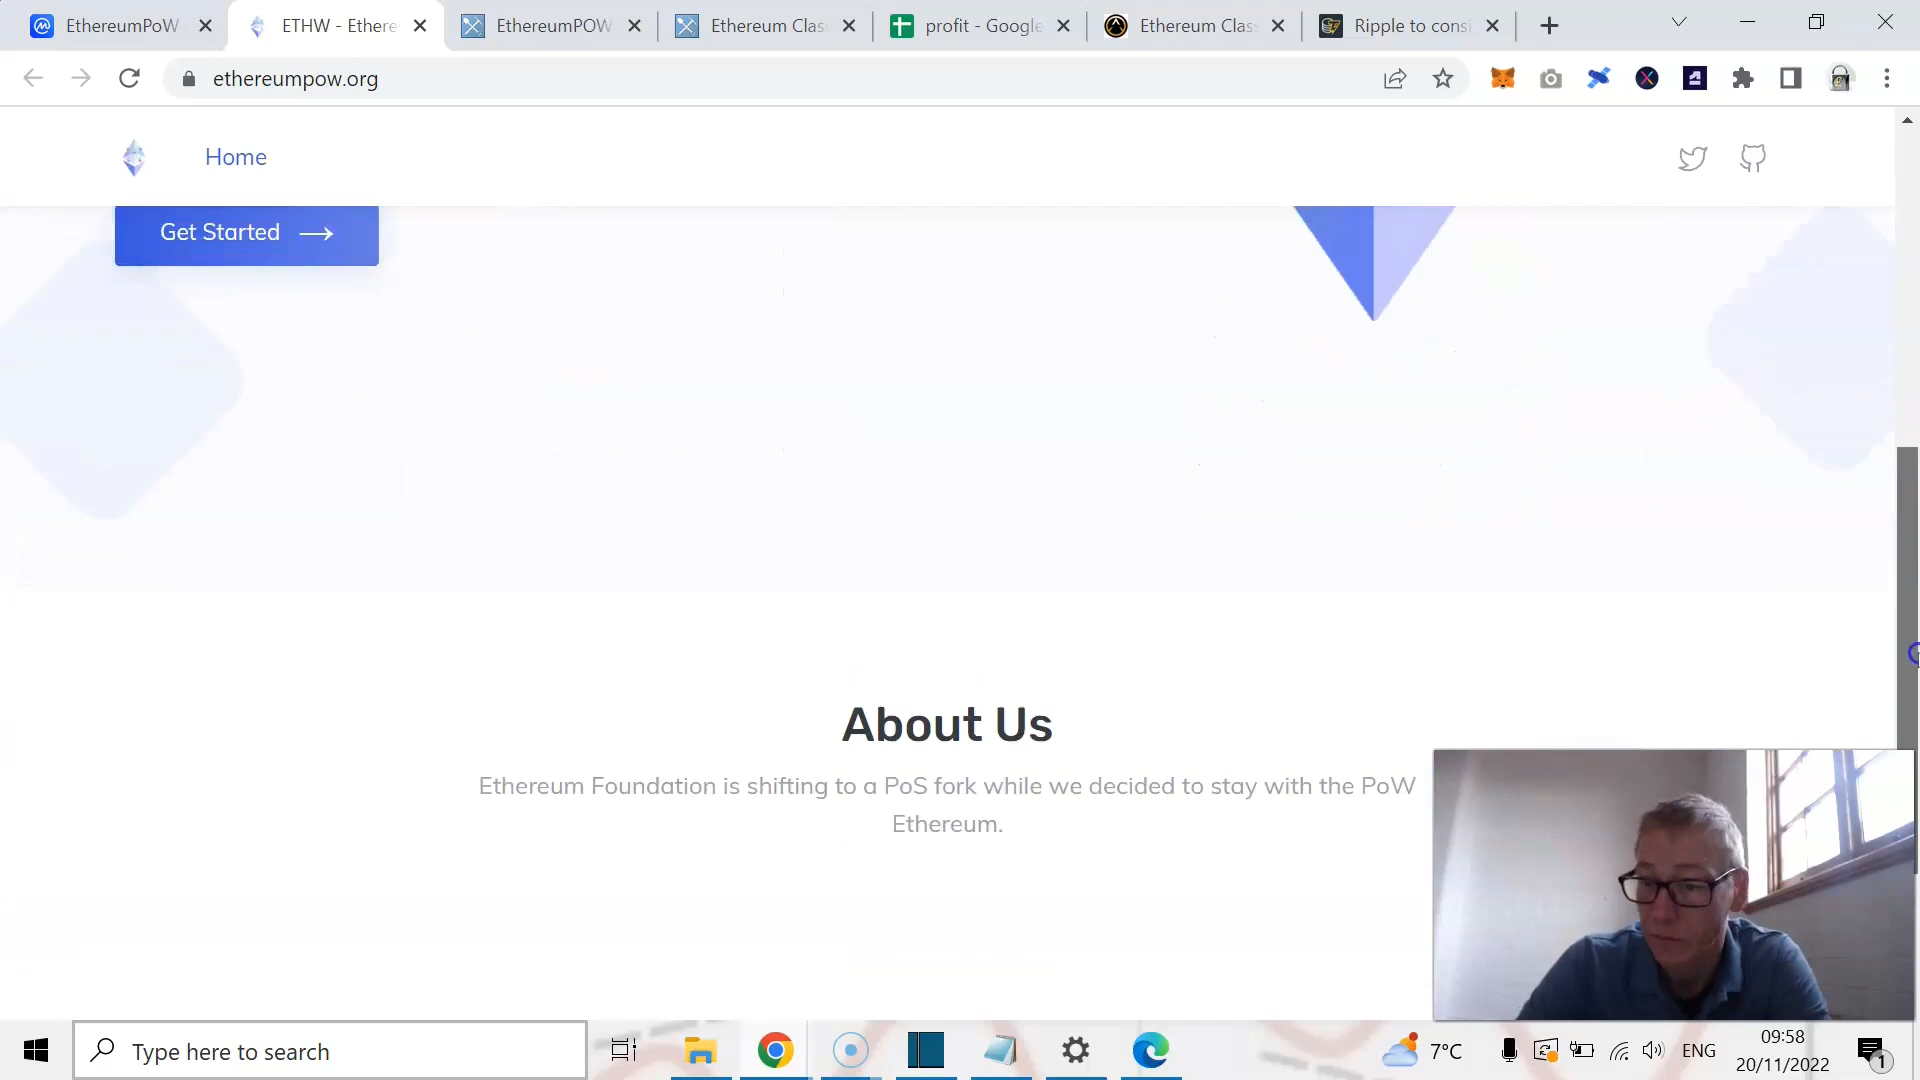 EthereumPoW
ETHW - Ethere
EthereumPOW
Ethereum Clas
profit - Google
Ethereum Clas
Ripple to consi
ethereumpow.org
Home
Get Started
About Us
Ethereum Foundation is shifting to a PoS fork while we decided to stay with the PoW
Ethereum.
Type here to search
7°C
ENG
09:58
20/11/2022
1